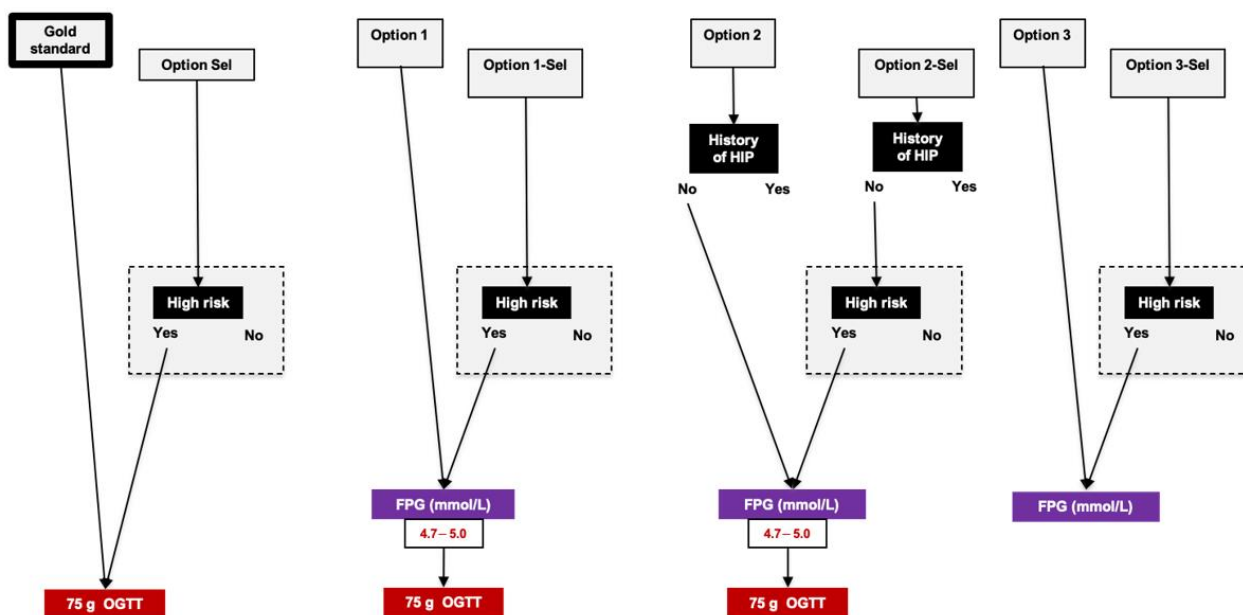 Gold
standard
Option Sel
High risk
Yes
No
75 g OGTT
Option 1
Option 1-Sel
High risk
Yes
No
FPG (mmol/L)
4.7– 5.0
75 g OGTT
Option 2
Option 2-Sel
History
of HIP
No
Yes
History
of HIP
No
Yes
High risk
Yes
No
FPG (mmol/L)
4.7– 5.0
75 g OGTT
Option 3
Option 3-Sel
High risk
Yes
No
FPG (mmol/L)